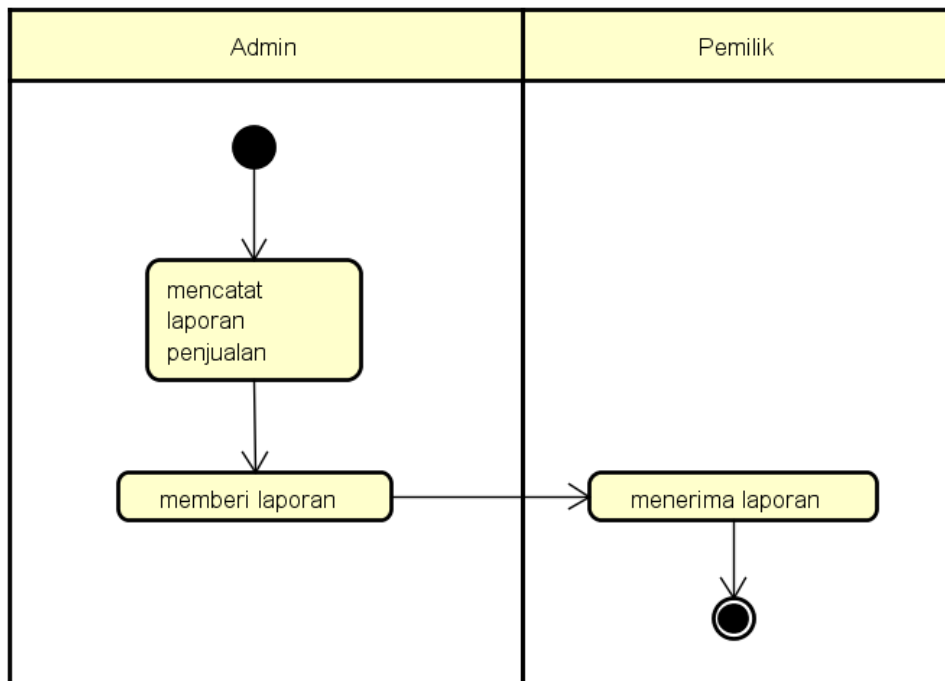 Admin
Pemilik
mencatat
laporan
penjualan
memberi laporan
menerima laporan